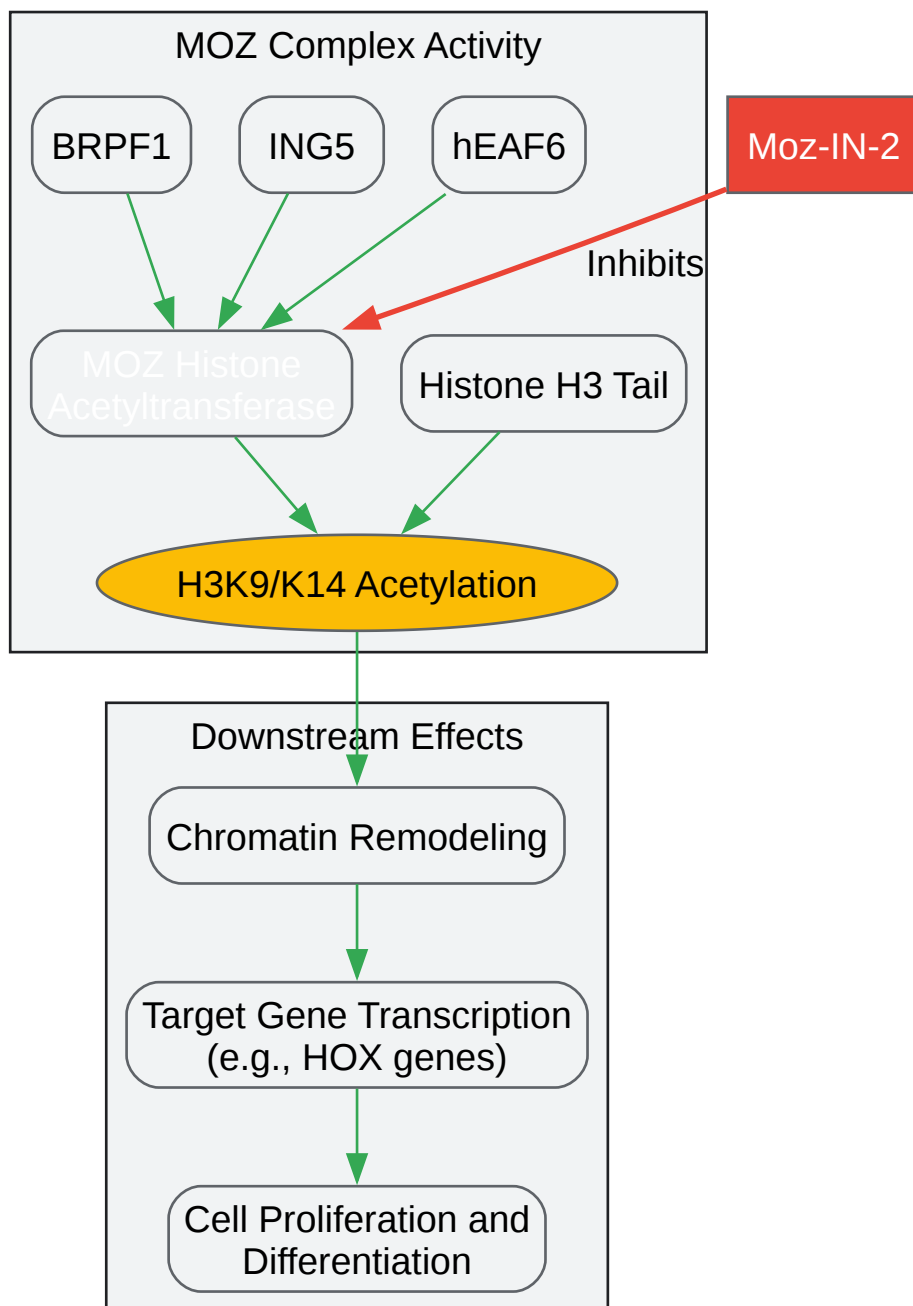 MOZ Complex Activity
BRPF1
ING5
hEAF6
Moz-IN-2
Inhibits
MOZ Histone
Acetyltransferase
Histone H3 Tail
H3K9/K14 Acetylation
Downstream Effects
Chromatin Remodeling
Target Gene Transcription
(e.g., HOX genes)
Cell Proliferation and
Differentiation